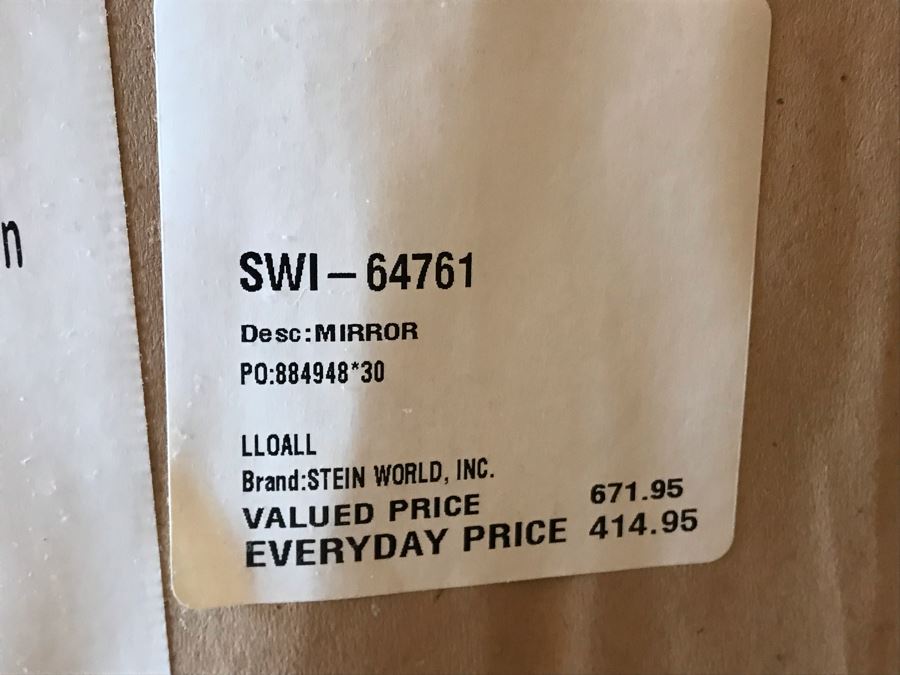 n
SWI-64761
Desc:MIRROR
PO:884948*30
LLOALL
Brand:STEIN WORLD, INC.
VALUED PRICE 671.95
EVERYDAY PRICE 414.95